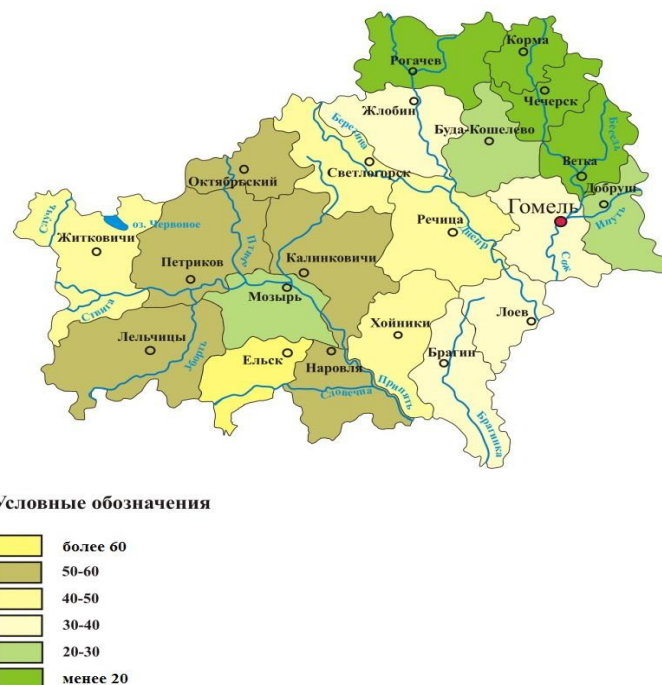 Корма
Рогачев
Чечерск
Жлобин
Буда-Кошелево
Березина
Беседь
Светлогорск
Ветка
Октябрьский
Добруш
Гомель
Случь
оз. Червоное
Речица
Ипуть
Житковичи
Птичь
Днепр
Калинковичи
Сож
Петриков
Мозырь
Ствига
Лоев
Хойники
Лельчицы
Уборть
Брагин
Ельск
Наровля
Припять
Словечна
Брагинка
Условные обозначения
более 60
50-60
40-50
30-40
20-30
менее 20